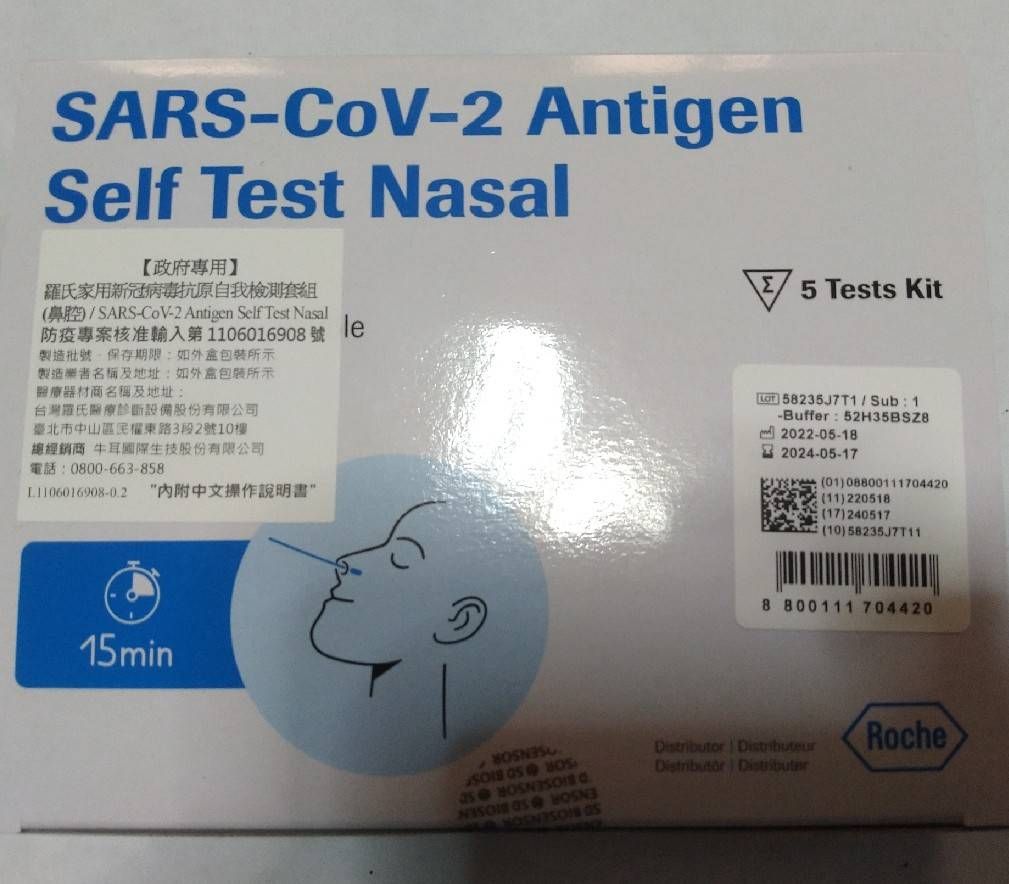 SARS-CoV-2 Antigen
Self Test Nasal
【政府專用】
羅氏家用新冠病毒抗原自我檢測套組
(鼻腔) / SARS-CoV-2 Antigen Self Test Nasal
防疫專案核准輸入第 1106016908 號
製造批號、保存期限：如外盒包裝所示
製造業者名稱及地址：如外盒包裝所示
醫療器材商名稱及地址：
台灣羅氏醫療診斷設備股份有限公司
臺北市中山區民權東路3段2號10樓
總經銷商 牛耳國際生技股份有限公司
電話：0800-663-858
L1106016908-0.2 "內附中文操作說明書"
le
Σ 5 Tests Kit
LOT 58235J7T1 / Sub : 1
-Buffer : 52H35BSZ8
2022-05-18
2024-05-17
(01)08800111704420
(11)220518
(17)240517
(10)58235J7T11
8 800111 704420
15min
Distributor | Distributeur
Distributör | Distributer
Roche
SD BIOSENSOR